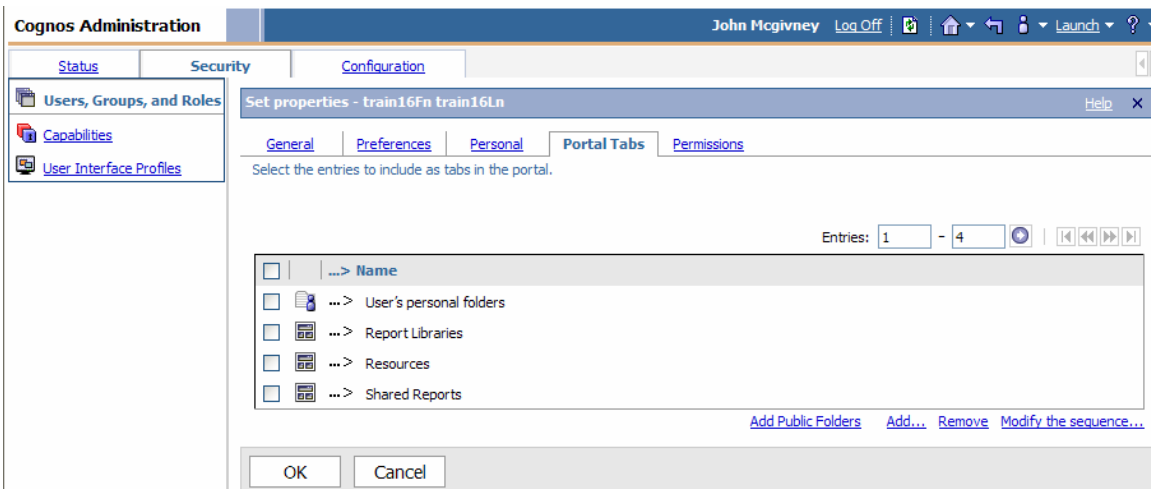 Cognos Administration John Mcgivney Log Off Launch ?
Status Security Configuration
Users, Groups, and Roles
Capabilities
User Interface Profiles
Set properties - train16Fn train16Ln Help X
General Preferences Personal Portal Tabs Permissions
Select the entries to include as tabs in the portal.
Entries: 1 - 4
...> Name
...> User's personal folders
...> Report Libraries
...> Resources
...> Shared Reports
Add Public Folders Add... Remove Modify the sequence...
OK Cancel